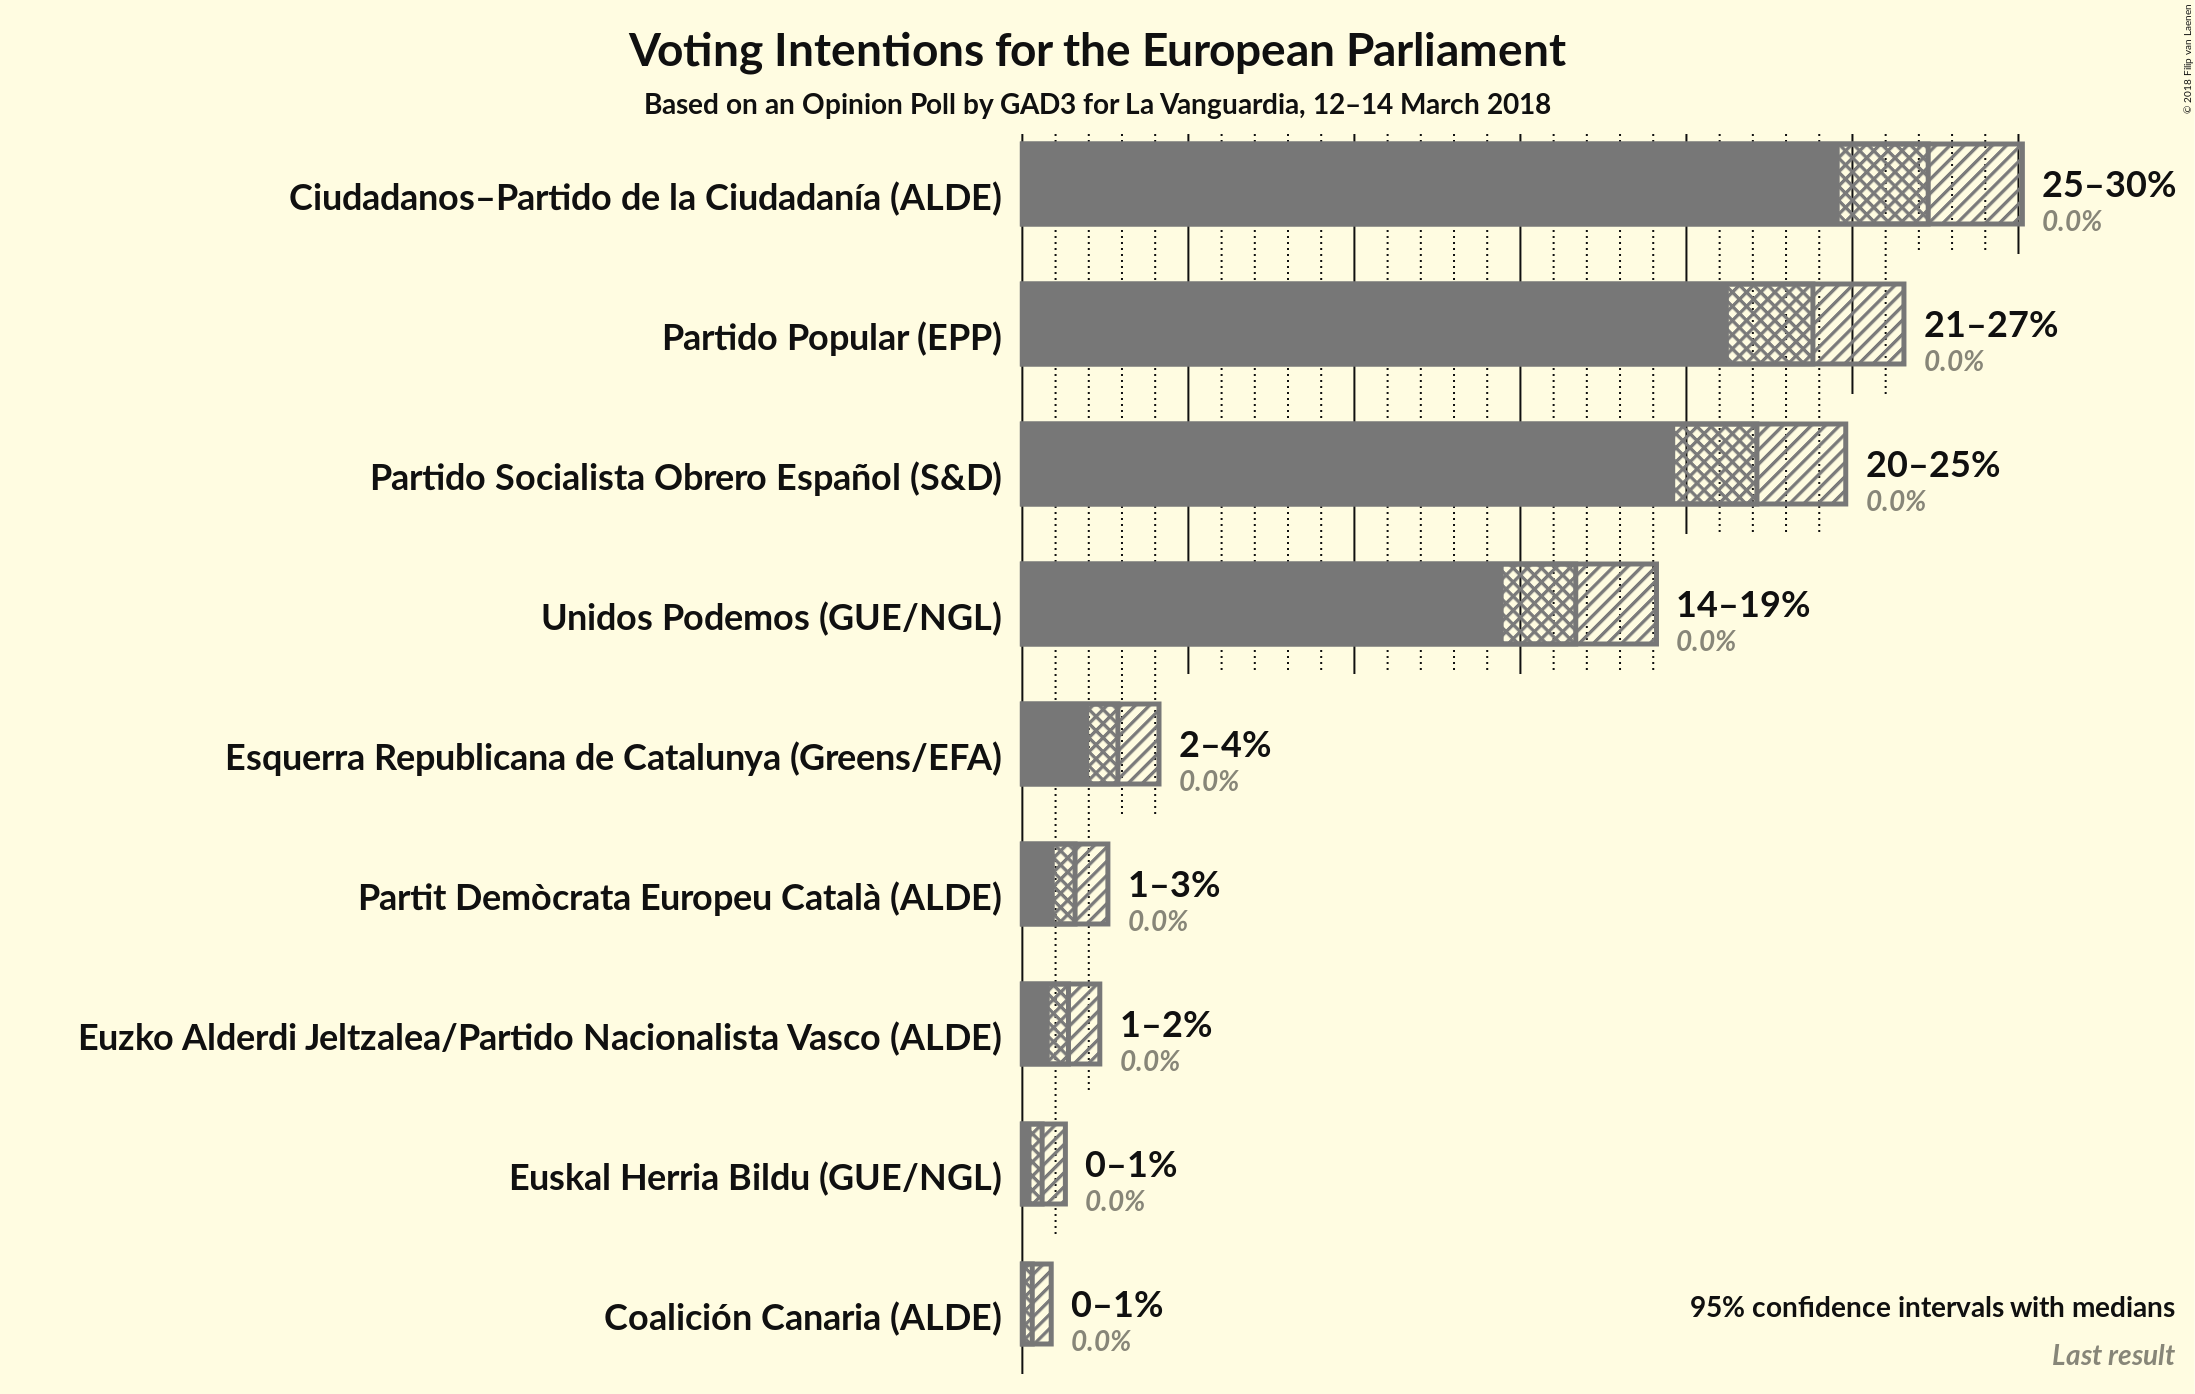 Voting Intentions for the European Parliament
Based on an Opinion Poll by GAD3 for La Vanguardia, 12–14 March 2018
© 2018 Filip van Laenen
Ciudadanos–Partido de la Ciudadanía (ALDE)
25–30%
0.0%
Partido Popular (EPP)
21–27%
0.0%
Partido Socialista Obrero Español (S&D)
20–25%
0.0%
Unidos Podemos (GUE/NGL)
14–19%
0.0%
Esquerra Republicana de Catalunya (Greens/EFA)
2–4%
0.0%
Partit Demòcrata Europeu Català (ALDE)
1–3%
0.0%
Euzko Alderdi Jeltzalea/Partido Nacionalista Vasco (ALDE)
1–2%
0.0%
Euskal Herria Bildu (GUE/NGL)
0–1%
0.0%
Coalición Canaria (ALDE)
0–1%
0.0%
95% confidence intervals with medians
Last result